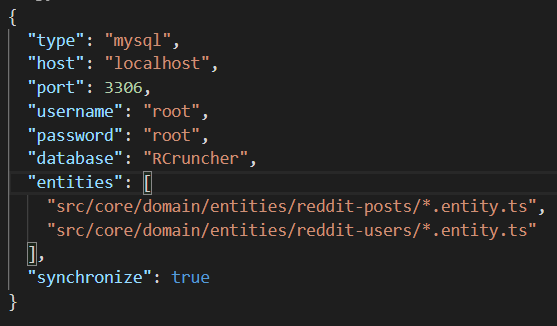 {
"type": "mysql",
"host": "localhost",
"port": 3306,
"username": "root",
"password": "root",
"database": "RCruncher",
"entities": [
"src/core/domain/entities/reddit-posts/*.entity.ts",
"src/core/domain/entities/reddit-users/*.entity.ts"
],
"synchronize": true
}